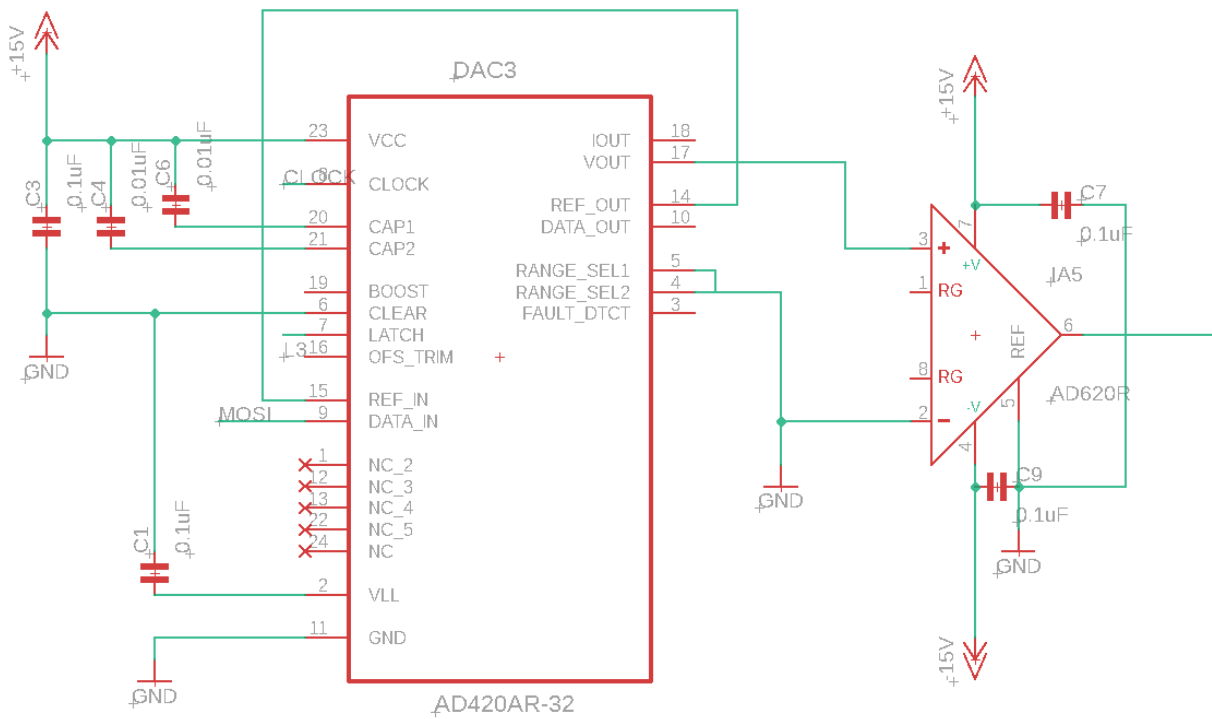 +15V
C3
0.1uF
C4
0.01uF
C6
0.01uF
GND
CLOCK
L3
MOSI
C1
0.1uF
GND
DAC3
23 VCC
8 CLOCK
20 CAP1
21 CAP2
19 BOOST
6 CLEAR
7 LATCH
16 OFS_TRIM
15 REF_IN
9 DATA_IN
1 NC_2
12 NC_3
13 NC_4
22 NC_5
24 NC
2 VLL
11 GND
IOUT 18
VOUT 17
REF_OUT 14
DATA_OUT 10
RANGE_SEL1 5
RANGE_SEL2 4
FAULT_DTCT 3
AD420AR-32
GND
+15V
C7
0.1uF
IA5
7
+V
3 +
1 RG
8 RG
2 -
REF
6
5
-V
4
AD620R
C9
0.1uF
GND
-15V